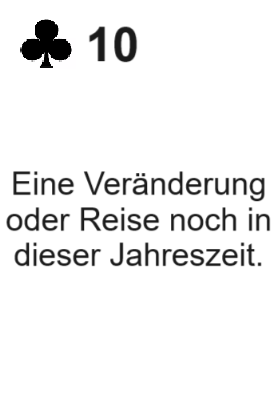 ♣ 10
Eine Veränderung
oder Reise noch in
dieser Jahreszeit.